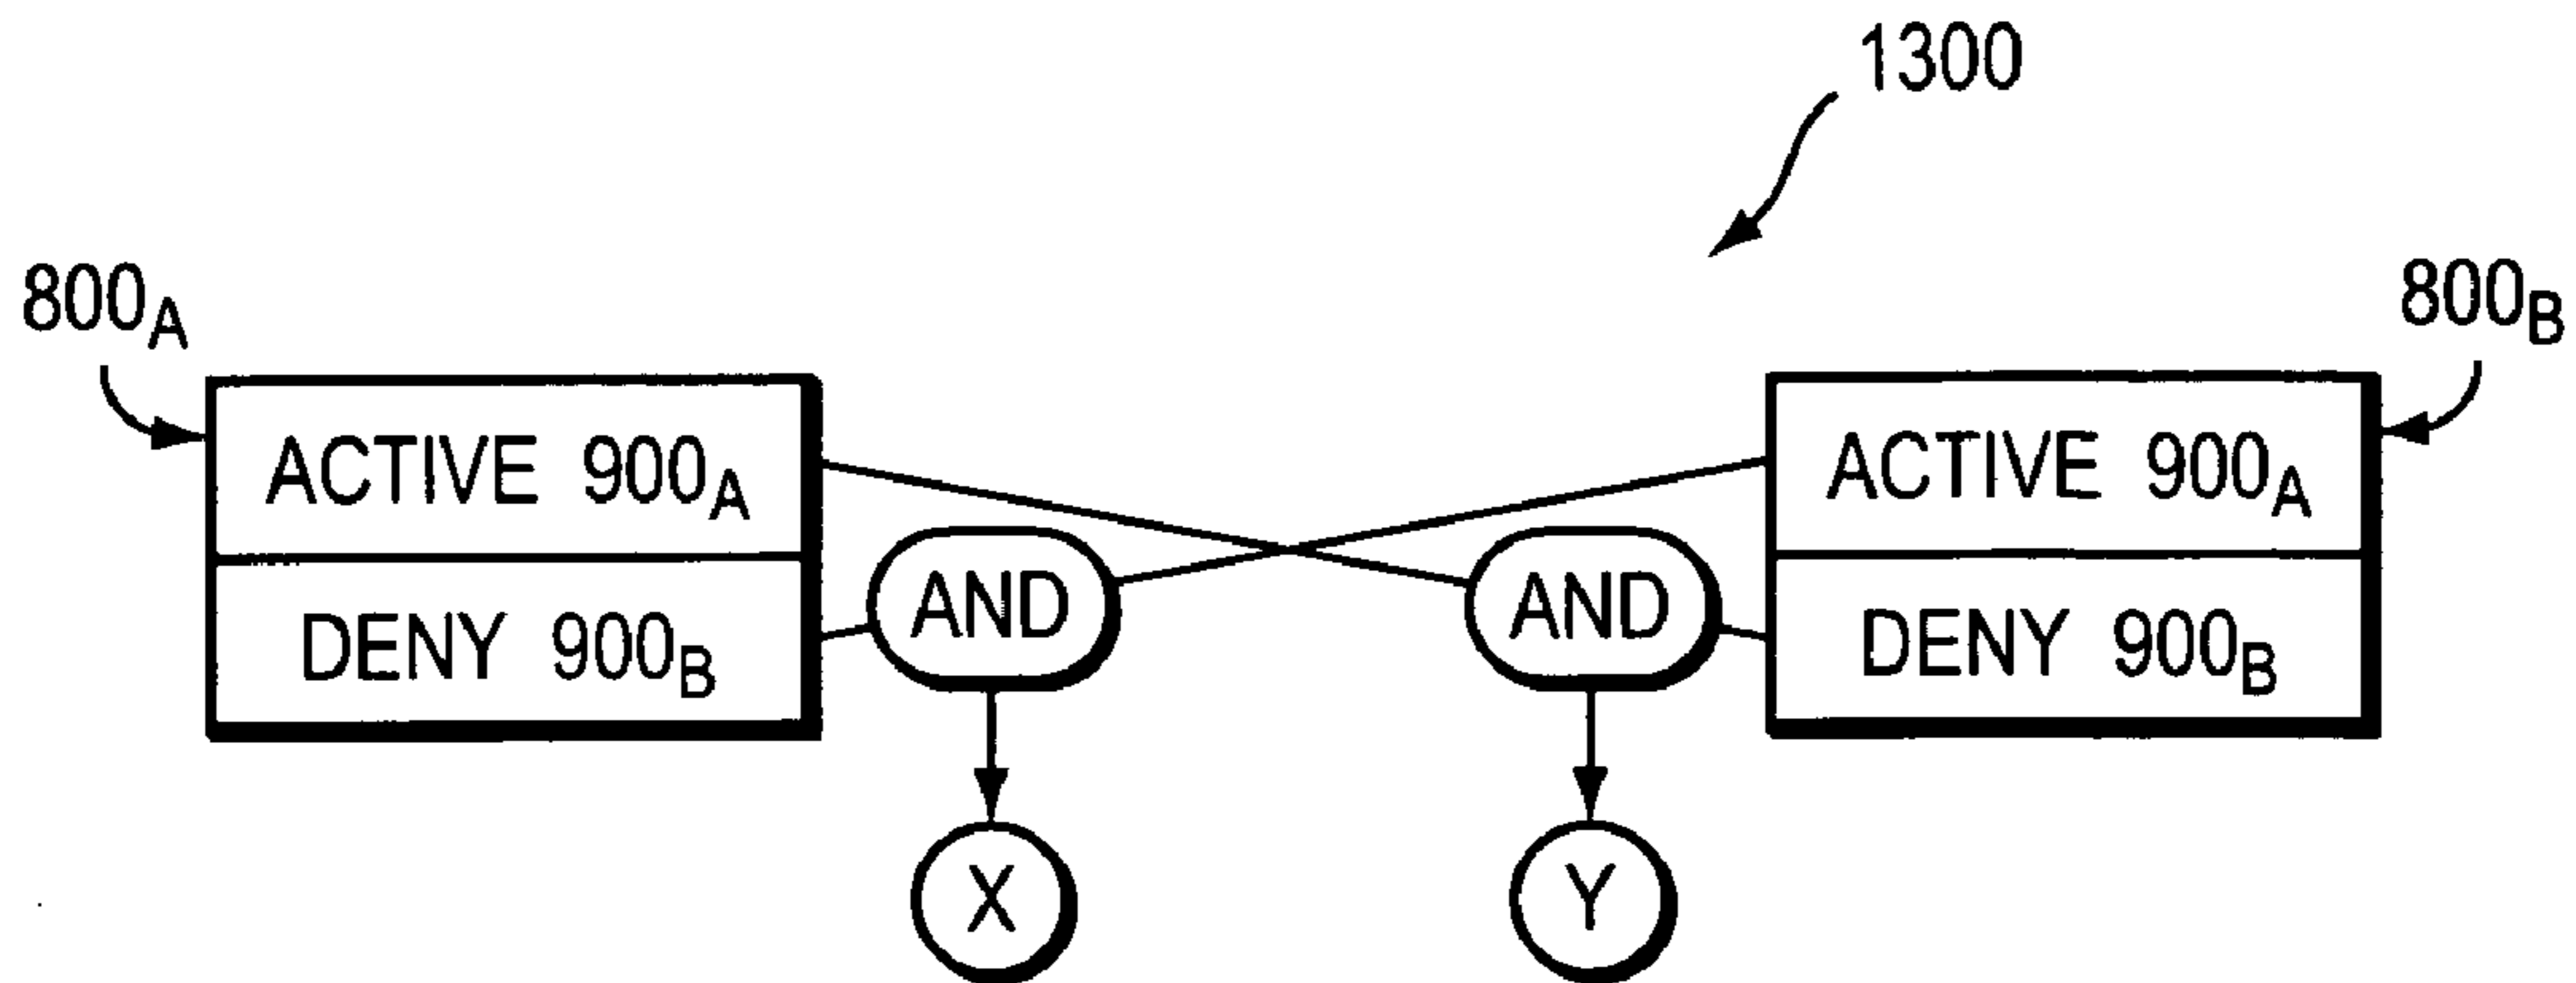 1300
800A
800B
ACTIVE 900A
ACTIVE 900A
AND
AND
DENY 900B
DENY 900B
X
Y